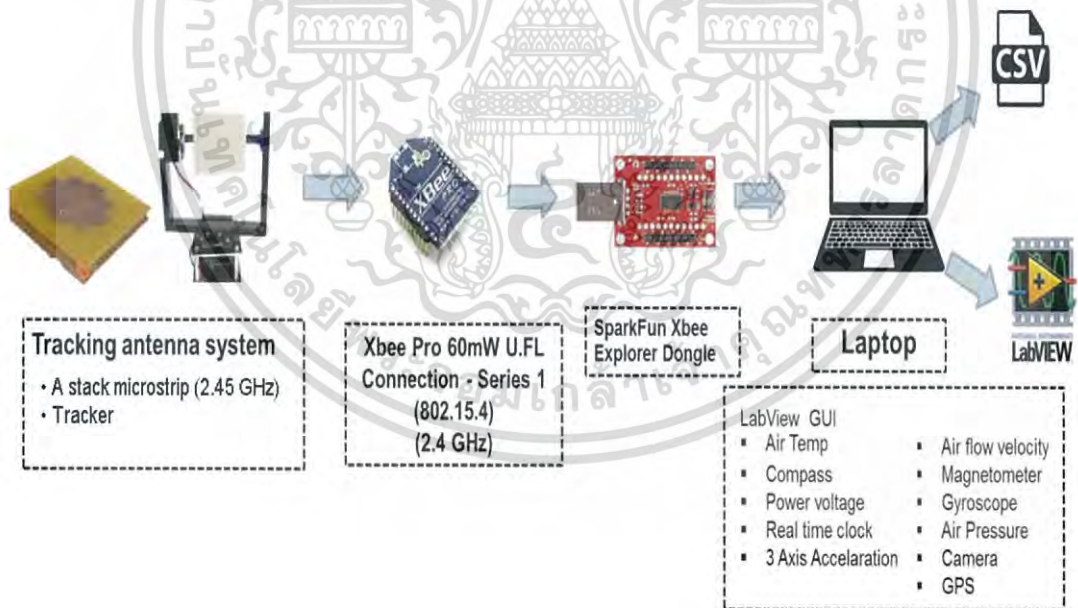 CSV
XBee
Tracking antenna system
• A stack microstrip (2.45 GHz)
• Tracker
Xbee Pro 60mW U.FL
Connection - Series 1
(802.15.4)
(2.4 GHz)
SparkFun Xbee
Explorer Dongle
Laptop
LabVIEW
LabView GUI
▪ Air Temp
▪ Compass
▪ Power voltage
▪ Real time clock
▪ 3 Axis Accelaration
▪ Air flow velocity
▪ Magnetometer
▪ Gyroscope
▪ Air Pressure
▪ Camera
▪ GPS